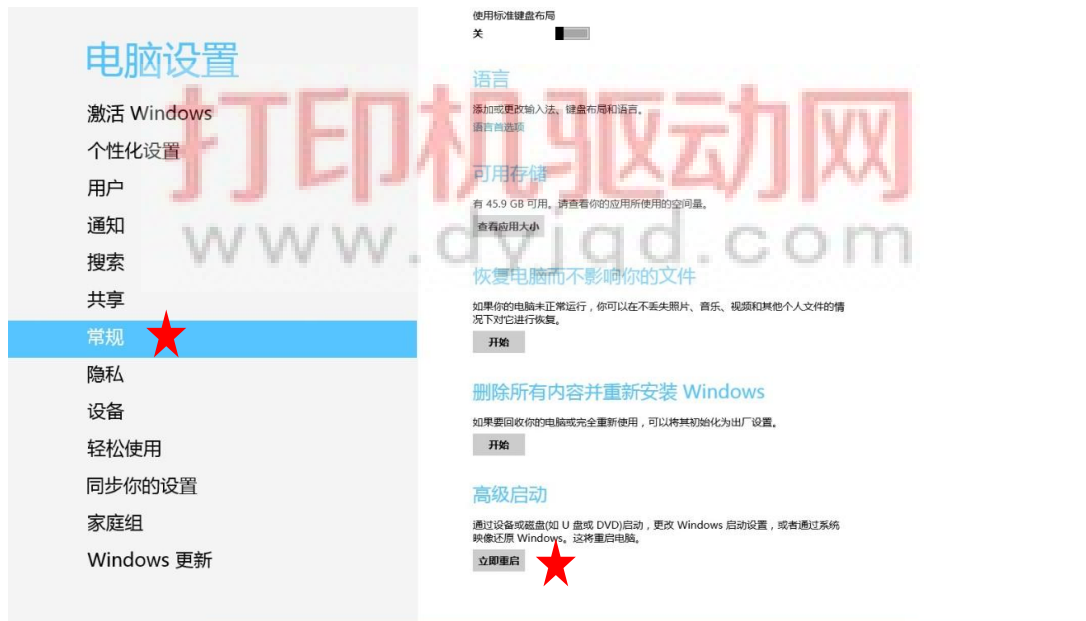 电脑设置
激活 Windows
个性化设置
用户
通知
搜索
共享
常规
隐私
设备
轻松使用
同步你的设置
家庭组
Windows 更新
使用标准键盘布局
关
语言
添加或更改输入法、键盘布局和语言。
语言首选项
可用存储
有 45.9 GB 可用。请查看你的应用所使用的空间量。
查看应用大小
恢复电脑而不影响你的文件
如果你的电脑未正常运行，你可以在不丢失照片、音乐、视频和其他个人文件的情
况下对它进行恢复。
开始
删除所有内容并重新安装 Windows
如果要回收你的电脑或完全重新使用，可以将其初始化为出厂设置。
开始
高级启动
通过设备或磁盘(如 U 盘或 DVD)启动，更改 Windows 启动设置，或者通过系统
映像还原 Windows。这将重启电脑。
立即重启
打印机驱动网
www.dyjqd.com